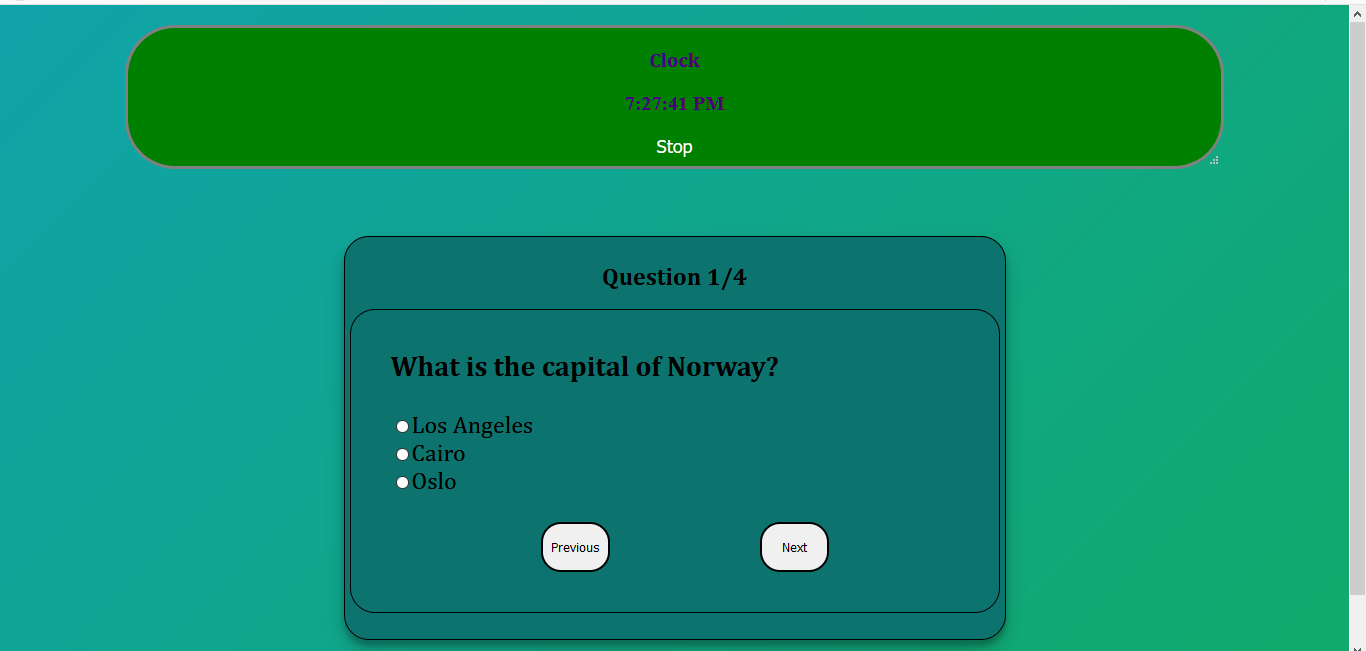 Clock
7:27:41 PM
Stop
Question 1/4
What is the capital of Norway?
Los Angeles
Cairo
Oslo
Previous Next